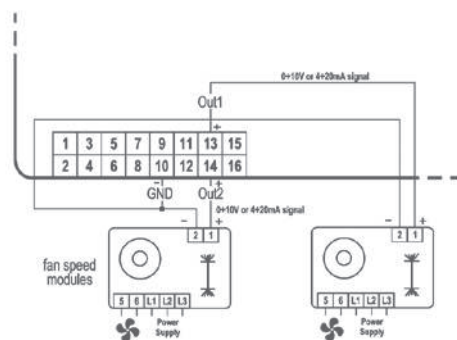 0÷10V or 4÷20mA signal
Out1
+
1 3 5 7 9 11 13 15
2 4 6 8 10 12 14 16
− +
GND Out2
0÷10V or 4÷20mA signal
− +
2 1
− +
2 1
fan speed
modules
5 6 L1 L2 L3
Power
Supply
5 6 L1 L2 L3
Power
Supply